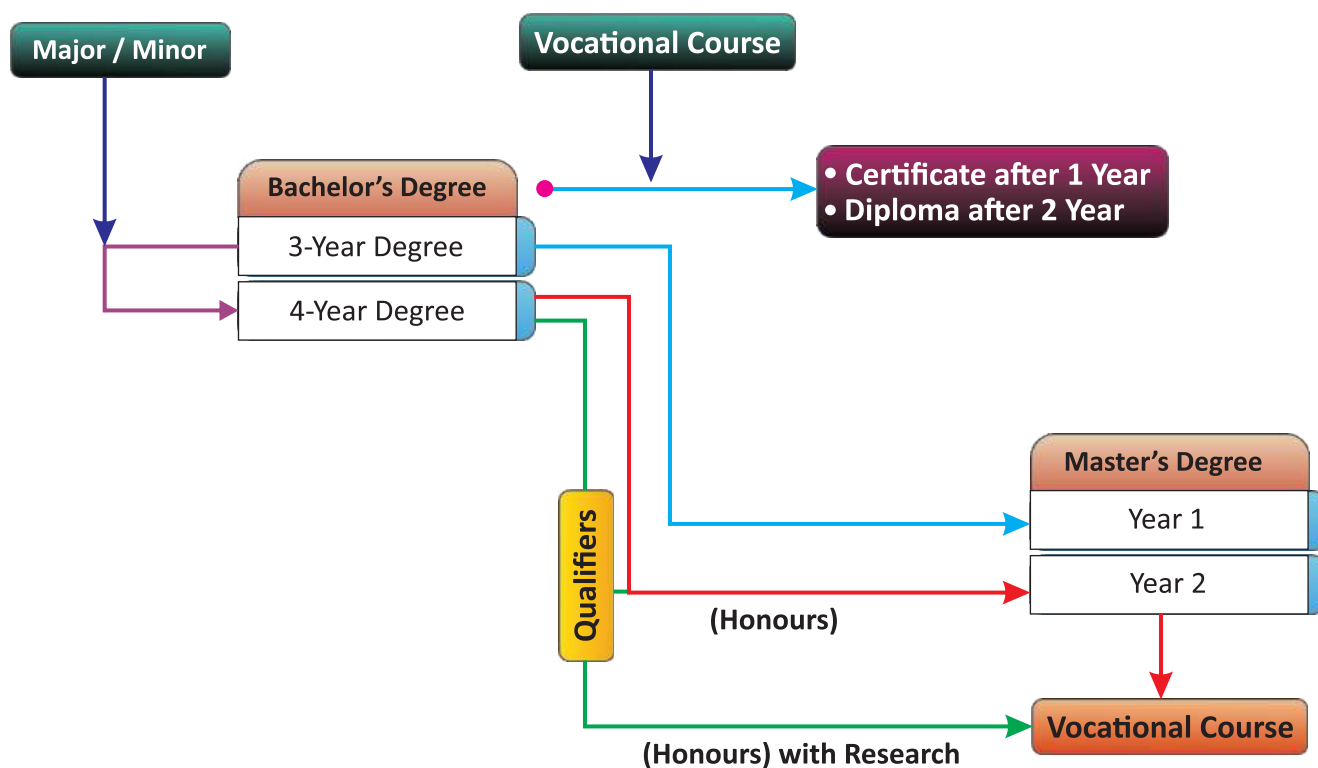 Major / Minor
Vocational Course
Bachelor’s Degree
3-Year Degree
4-Year Degree
• Certificate after 1 Year
• Diploma after 2 Year
Qualifiers
Master’s Degree
Year 1
Year 2
(Honours)
Vocational Course
(Honours) with Research